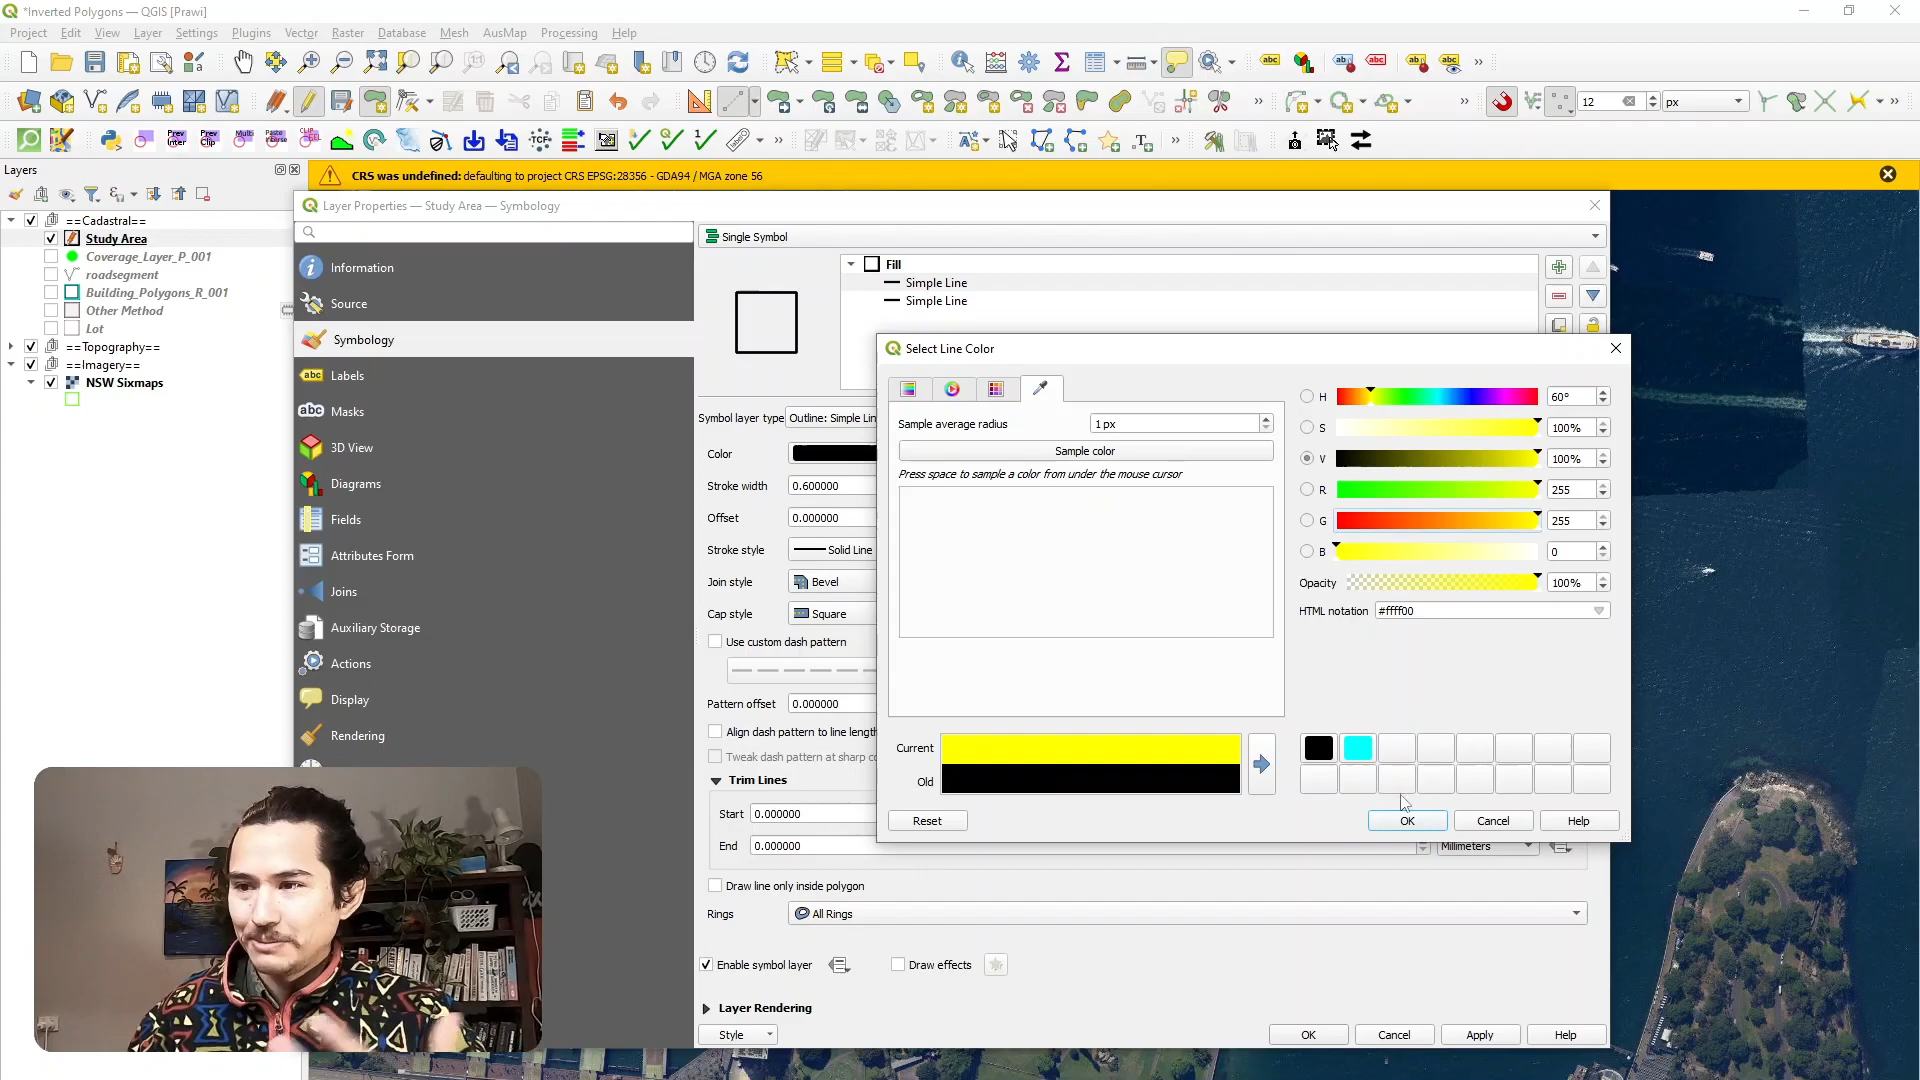 *Inverted Polygons — QGIS [Prawi]
Project Edit View Layer Settings Plugins Vector Raster Database Mesh AusMap Processing Help
12 px
Layers
CRS was undefined: defaulting to project CRS EPSG:28356 - GDA94 / MGA zone 56
==Cadastral==
Study Area
Coverage_Layer_P_001
roadsegment
Building_Polygons_R_001
Other Method
Lot
==Topography==
==Imagery==
NSW Sixmaps
Layer Properties — Study Area — Symbology
Information
Source
Symbology
Labels
Masks
3D View
Diagrams
Fields
Attributes Form
Joins
Auxiliary Storage
Actions
Display
Rendering
Single Symbol
Fill
Simple Line
Simple Line
Symbol layer type Outline: Simple Lin
Color
Stroke width 0.600000
Offset 0.000000
Stroke style Solid Line
Join style Bevel
Cap style Square
Use custom dash pattern
Pattern offset 0.000000
Align dash pattern to line length
Tweak dash pattern at sharp co
Trim Lines
Start 0.000000
End 0.000000 Millimeters
Draw line only inside polygon
Rings All Rings
Enable symbol layer Draw effects
Layer Rendering
Style OK Cancel Apply Help
Select Line Color
Sample average radius 1 px
Sample color
Press space to sample a color from under the mouse cursor
H 60°
S 100%
V 100%
R 255
G 255
B 0
Opacity 100%
HTML notation #ffff00
Current
Old
Reset OK Cancel Help